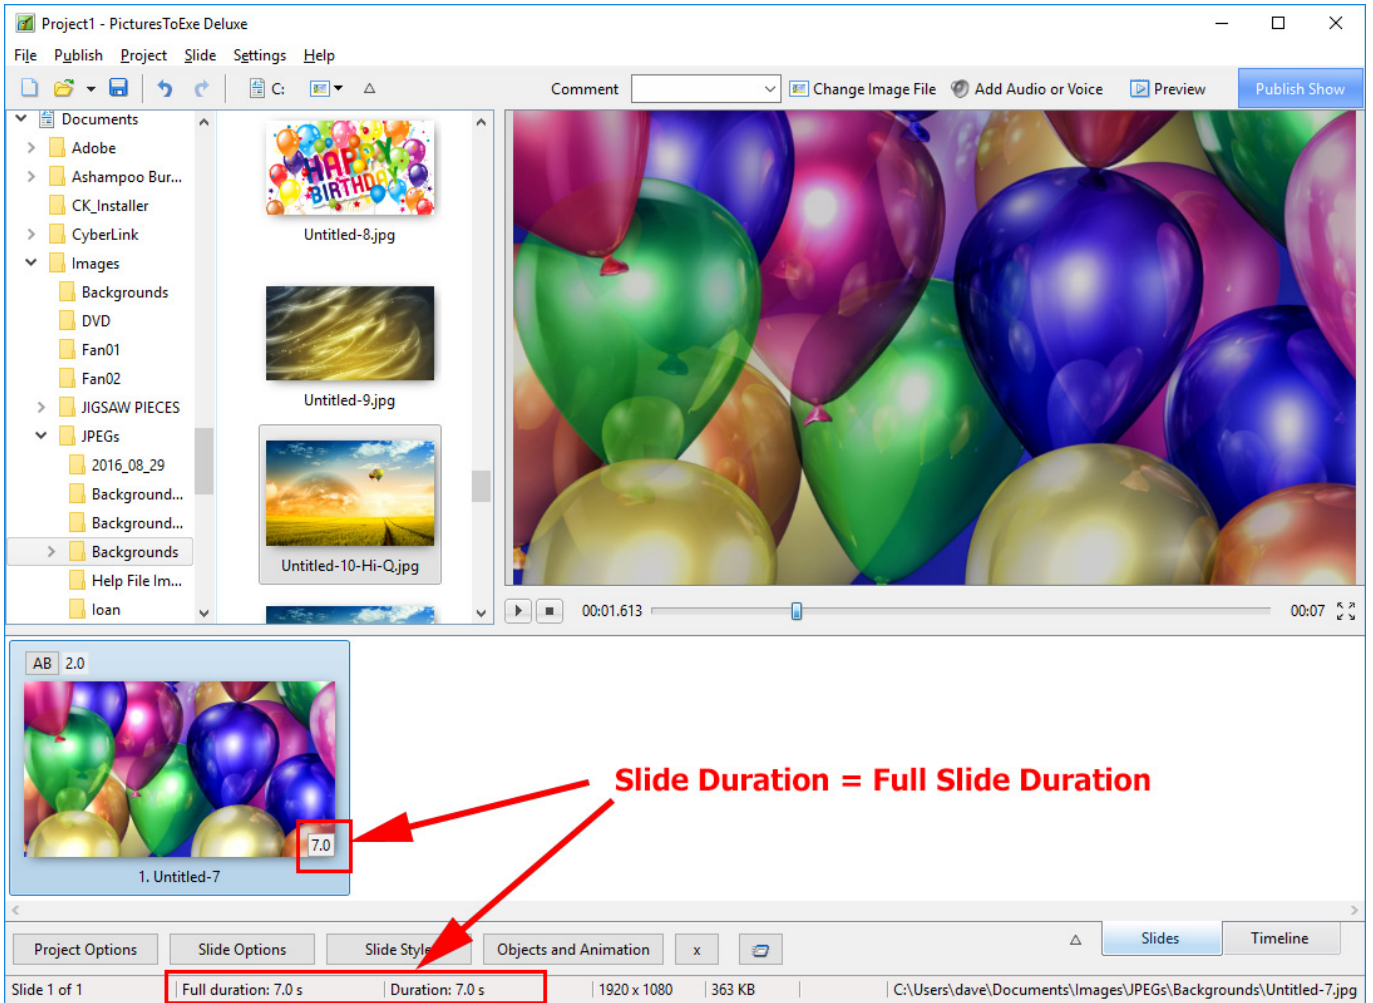 Project1 - PicturesToExe Deluxe
File Publish Project Slide Settings Help
C: Comment Change Image File Add Audio or Voice Preview Publish Show
Documents
Adobe
Ashampoo Bur...
CK_Installer
CyberLink
Images
Backgrounds
DVD
Fan01
Fan02
JIGSAW PIECES
JPEGs
2016_08_29
Background...
Background...
Backgrounds
Help File Im...
Ioan
HAPPY
BIRTHDAY
Untitled-8.jpg
Untitled-9.jpg
Untitled-10-Hi-Q.jpg
00:01.613 00:07
AB 2.0
7.0
1. Untitled-7
Slide Duration = Full Slide Duration
Project Options Slide Options Slide Style Objects and Animation x Slides Timeline
Slide 1 of 1 Full duration: 7.0 s Duration: 7.0 s 1920 x 1080 363 KB C:\Users\dave\Documents\Images\JPEGs\Backgrounds\Untitled-7.jpg